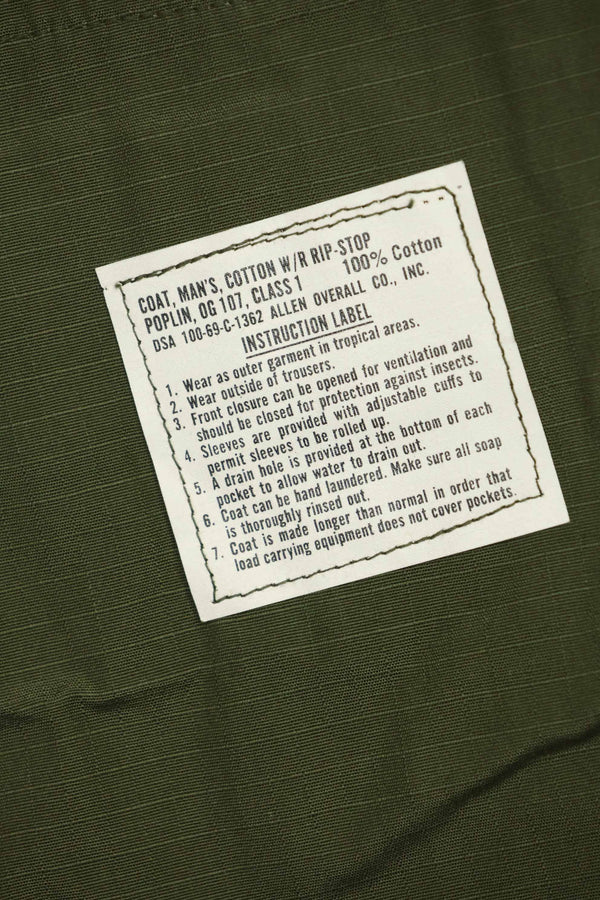 COAT, MAN'S, COTTON W/R RIP-STOP
POPLIN, OG 107, CLASS 1 100% Cotton
DSA 100-69-C-1362 ALLEN OVERALL CO., INC.
INSTRUCTION LABEL
1. Wear as outer garment in tropical areas.
2. Wear outside of trousers.
3. Front closure can be opened for ventilation and
should be closed for protection against insects.
4. Sleeves are provided with adjustable cuffs to
permit sleeves to be rolled up.
5. A drain hole is provided at the bottom of each
pocket to allow water to drain out.
6. Coat can be hand laundered. Make sure all soap
is thoroughly rinsed out.
7. Coat is made longer than normal in order that
load carrying equipment does not cover pockets.